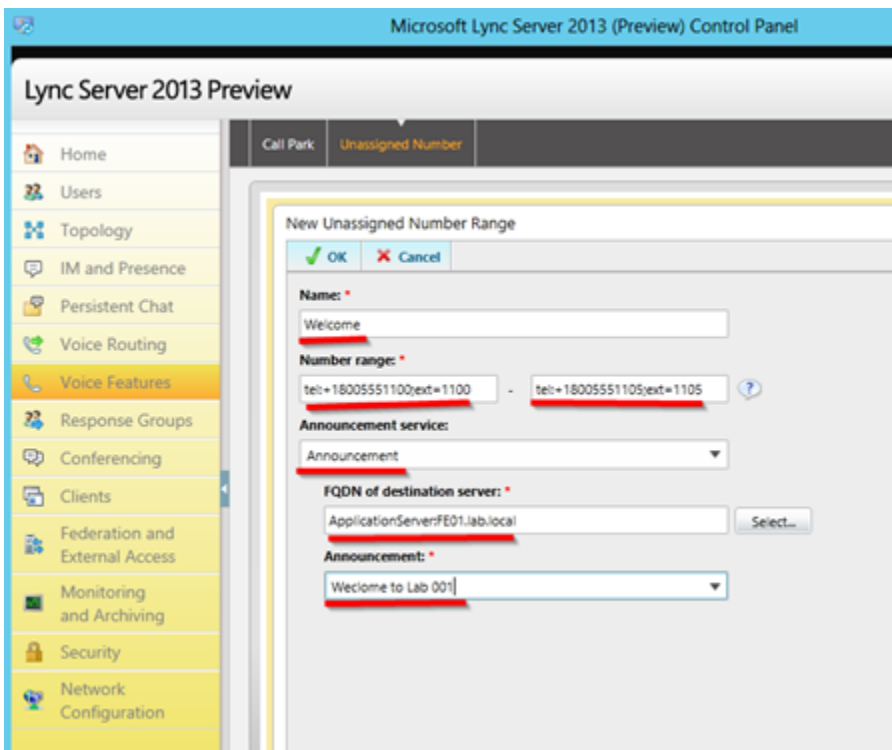 Microsoft Lync Server 2013 (Preview) Control Panel
Lync Server 2013 Preview
Home
Users
Topology
IM and Presence
Persistent Chat
Voice Routing
Voice Features
Response Groups
Conferencing
Clients
Federation and
External Access
Monitoring
and Archiving
Security
Network
Configuration
Call Park Unassigned Number
New Unassigned Number Range
OK Cancel
Name: *
Welcome
Number range: *
tel:+18005551100;ext=1100 - tel:+18005551105;ext=1105 ?
Announcement service:
Announcement
FQDN of destination server: *
ApplicationServer:FE01.lab.local Select...
Announcement: *
Weclome to Lab 001